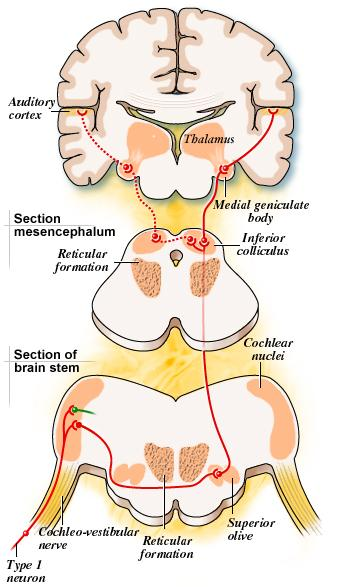 Auditory
cortex
Thalamus
Medial geniculate
body
Section
mesencephalum
Inferior
colliculus
Reticular
formation
Cochlear
nuclei
Section of
brain stem
Cochleo-vestibular
nerve
Superior
olive
Reticular
formation
Type I
neuron